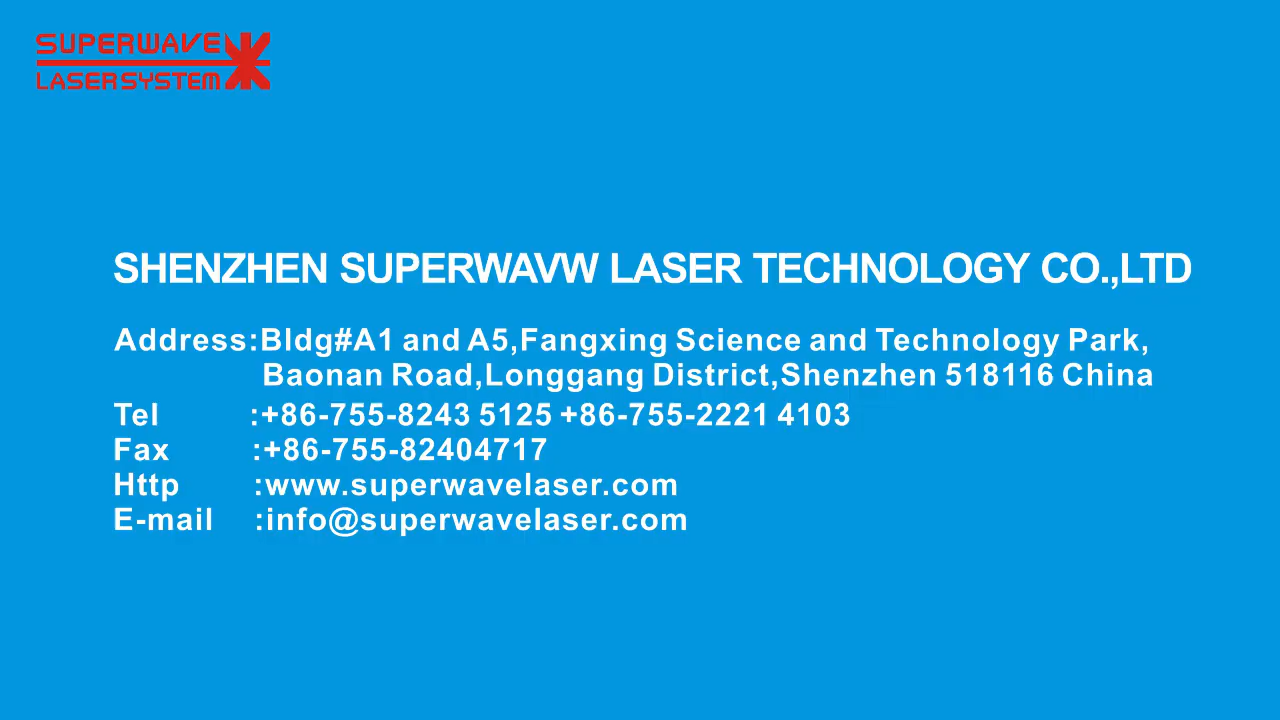 SUPERWAVE
LASER SYSTEM
SHENZHEN SUPERWAVW LASER TECHNOLOGY CO.,LTD
Address:Bldg#A1 and A5,Fangxing Science and Technology Park,
Baonan Road,Longgang District,Shenzhen 518116 China
Tel :+86-755-8243 5125 +86-755-2221 4103
Fax :+86-755-82404717
Http :www.superwavelaser.com
E-mail :info@superwavelaser.com